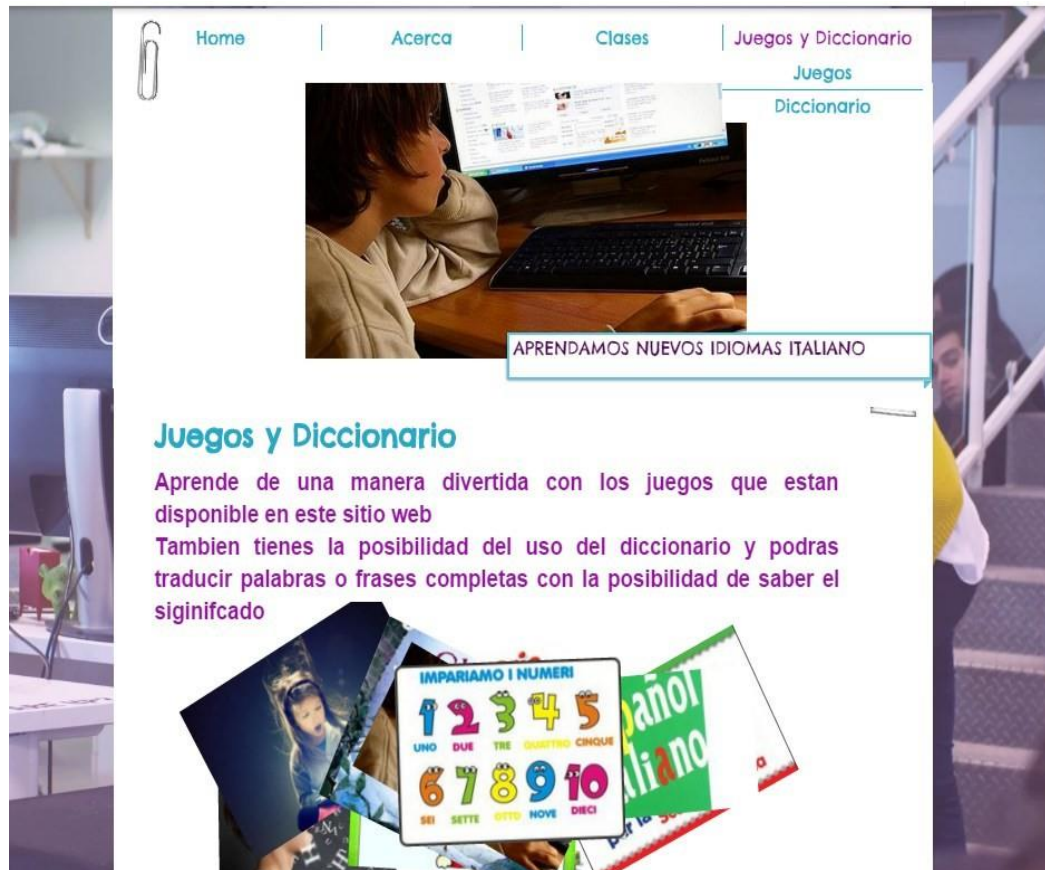 Home
Acerca
Clases
Juegos y Diccionario
Juegos
Diccionario
APRENDAMOS NUEVOS IDIOMAS ITALIANO
Juegos y Diccionario
Aprende de una manera divertida con los juegos que estan
disponible en este sitio web
Tambien tienes la posibilidad del uso del diccionario y podras
traducir palabras o frases completas con la posibilidad de saber el
siginifcado
IMPARIAMO I NUMERI
1 2 3 4 5
UNO DUE TRE QUATTRO CINQUE
6 7 8 9 10
SEI SETTE OTTO NOVE DIECI
pañol
liano
por la